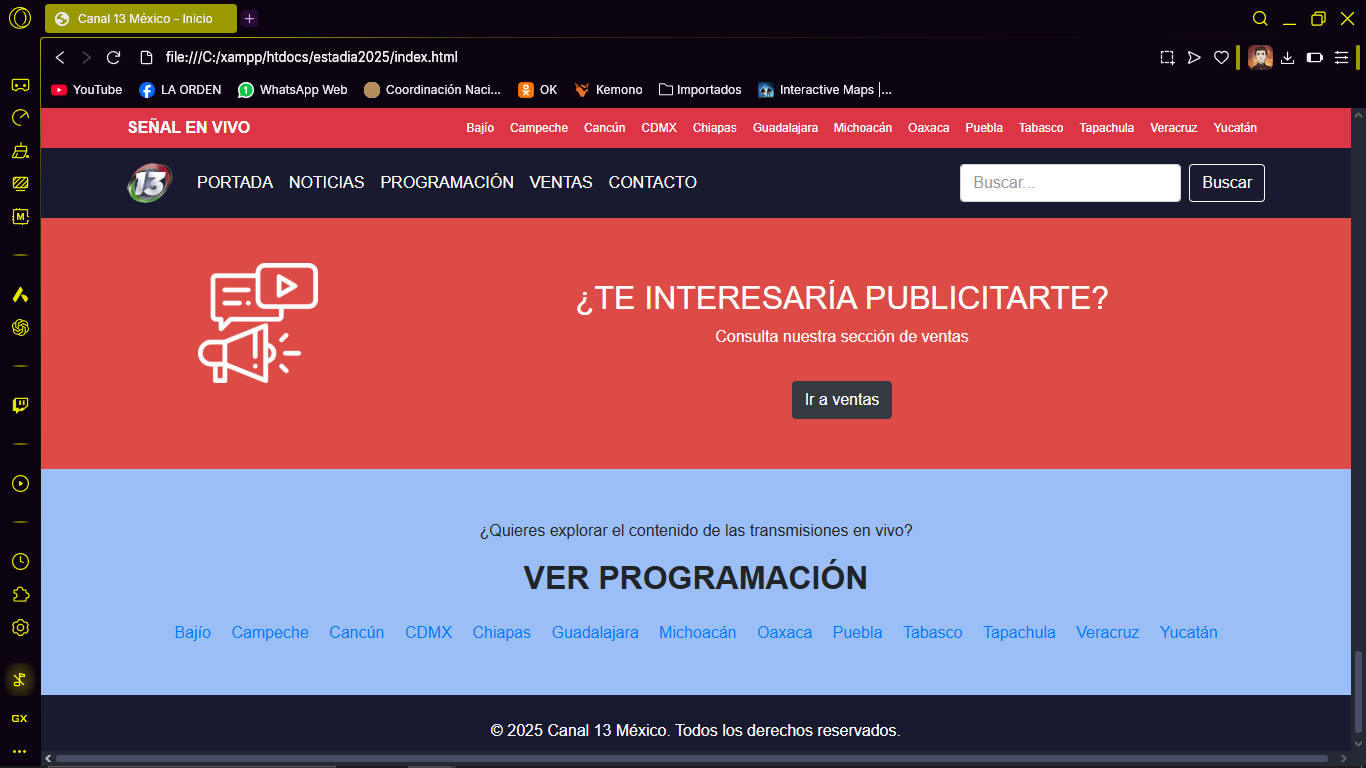 Canal 13 México - Inicio
file:///C:/xampp/htdocs/estadia2025/index.html
YouTube LA ORDEN WhatsApp Web Coordinación Naci... OK Kemono Importados Interactive Maps |...
SEÑAL EN VIVO Bajío Campeche Cancún CDMX Chiapas Guadalajara Michoacán Oaxaca Puebla Tabasco Tapachula Veracruz Yucatán
13 PORTADA NOTICIAS PROGRAMACIÓN VENTAS CONTACTO Buscar... Buscar
¿TE INTERESARÍA PUBLICITARTE?
Consulta nuestra sección de ventas
Ir a ventas
¿Quieres explorar el contenido de las transmisiones en vivo?
VER PROGRAMACIÓN
Bajío Campeche Cancún CDMX Chiapas Guadalajara Michoacán Oaxaca Puebla Tabasco Tapachula Veracruz Yucatán
GX
© 2025 Canal 13 México. Todos los derechos reservados.